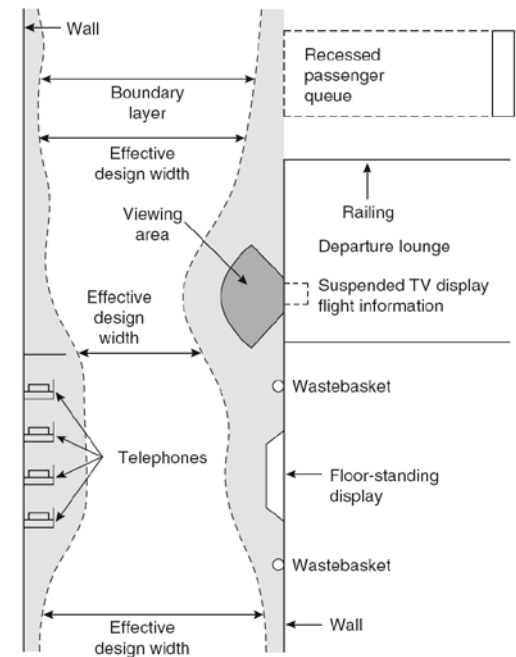 Wall
Recessed
passenger
queue
Boundary
layer
Effective
design width
Viewing
area
Railing
Departure lounge
Suspended TV display
flight information
Effective
design
width
Wastebasket
Telephones
Floor-standing
display
Wastebasket
Effective
design width
Wall